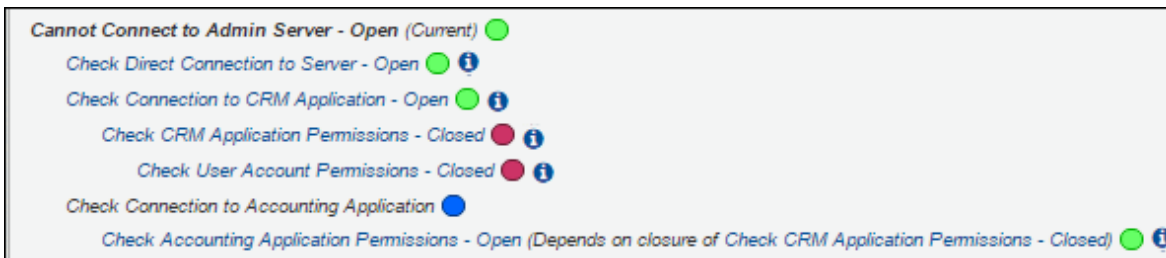 Cannot Connect to Admin Server - Open (Current)
Check Direct Connection to Server - Open
Check Connection to CRM Application - Open
Check CRM Application Permissions - Closed
Check User Account Permissions - Closed
Check Connection to Accounting Application
Check Accounting Application Permissions - Open (Depends on closure of Check CRM Application Permissions - Closed)